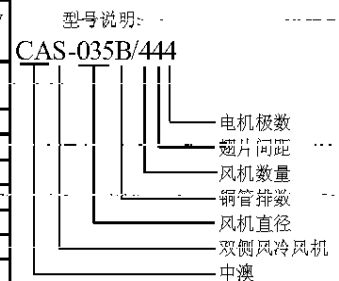 型号说明:
CAS-035B/444
电机极数
翅片间距
风机数量
铜管排数
风机直径
双侧风冷风机
中澳